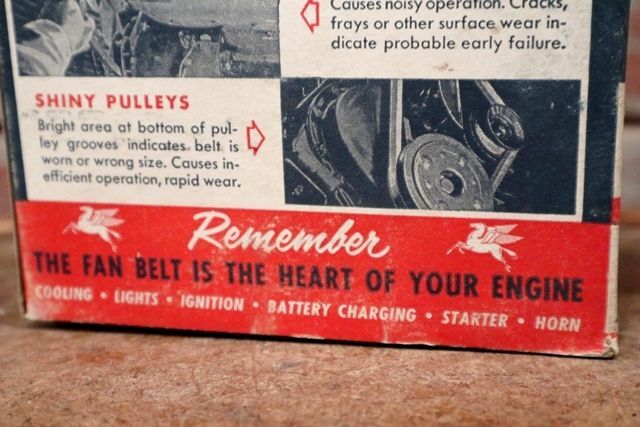 Causes noisy operation. Cracks,
frays or other surface wear in-
dicate probable early failure.
SHINY PULLEYS
Bright area at bottom of pul-
ley grooves indicates belt is
worn or wrong size. Causes in-
efficient operation, rapid wear.
Remember
THE FAN BELT IS THE HEART OF YOUR ENGINE
COOLING • LIGHTS • IGNITION • BATTERY CHARGING • STARTER • HORN